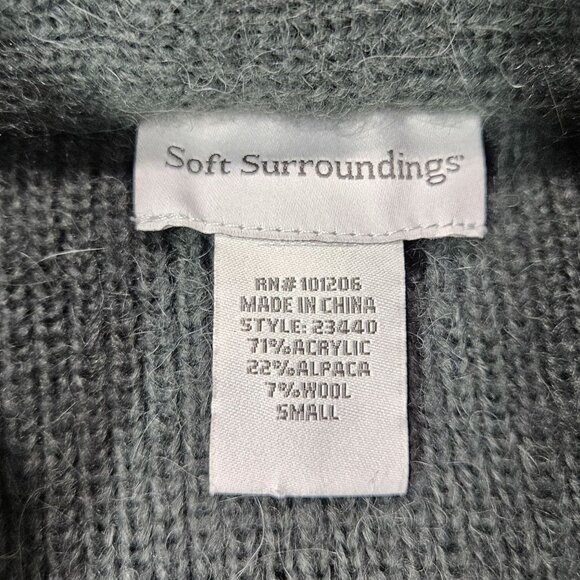 Soft Surroundings®
RN# 101206
MADE IN CHINA
STYLE: 23440
71%ACRYLIC
22%ALPACA
7%WOOL
SMALL